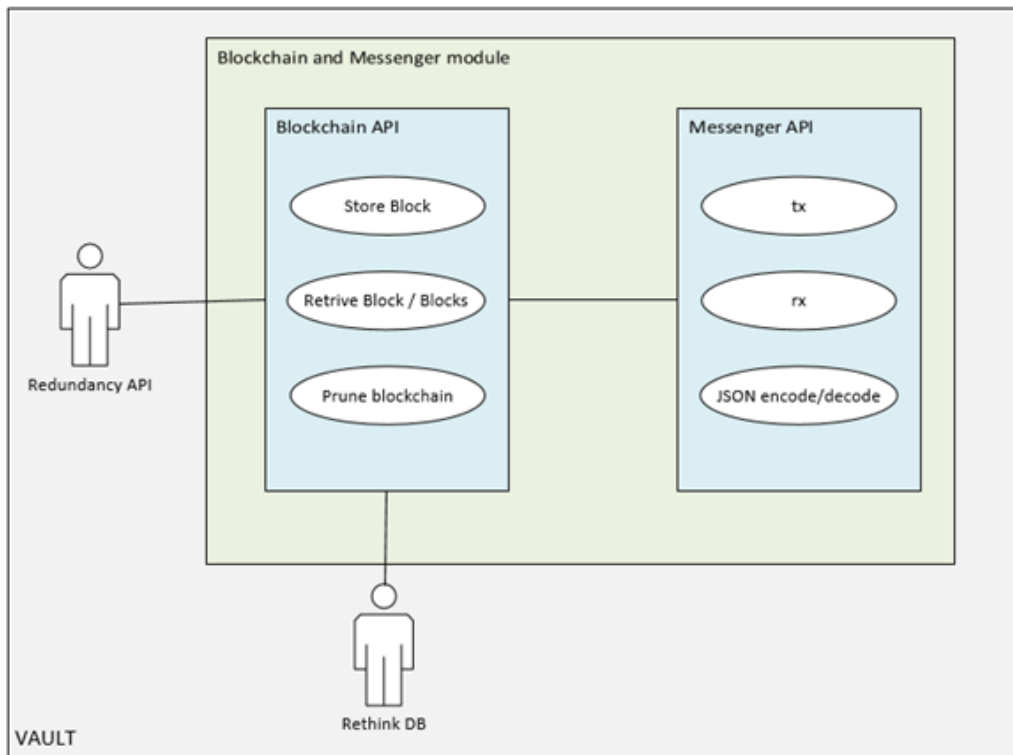 Blockchain and Messenger module
Blockchain API
Store Block
Retrive Block / Blocks
Prune blockchain
Messenger API
tx
rx
JSON encode/decode
Redundancy API
Rethink DB
VAULT